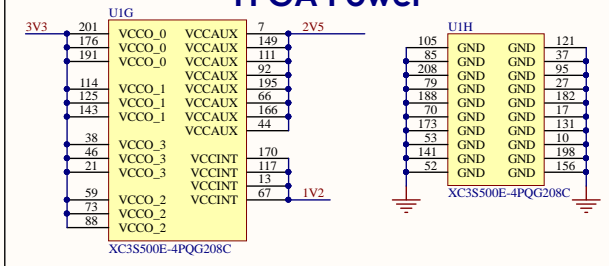 FPGA Power
U1G
3V3 201 VCCO_0 VCCAUX 7 2V5
176 VCCO_0 VCCAUX 149
191 VCCO_0 VCCAUX 111
VCCAUX 92
114 VCCO_1 VCCAUX 195
125 VCCO_1 VCCAUX 66
143 VCCO_1 VCCAUX 166
VCCAUX 44
38 VCCO_3
46 VCCO_3 VCCINT 170
21 VCCO_3 VCCINT 117
VCCINT 13
59 VCCO_2 VCCINT 67 1V2
73 VCCO_2
88 VCCO_2
XC3S500E-4PQG208C
U1H
105 GND GND 121
85 GND GND 37
208 GND GND 95
79 GND GND 27
188 GND GND 182
70 GND GND 17
173 GND GND 131
53 GND GND 10
141 GND GND 198
52 GND GND 156
XC3S500E-4PQG208C